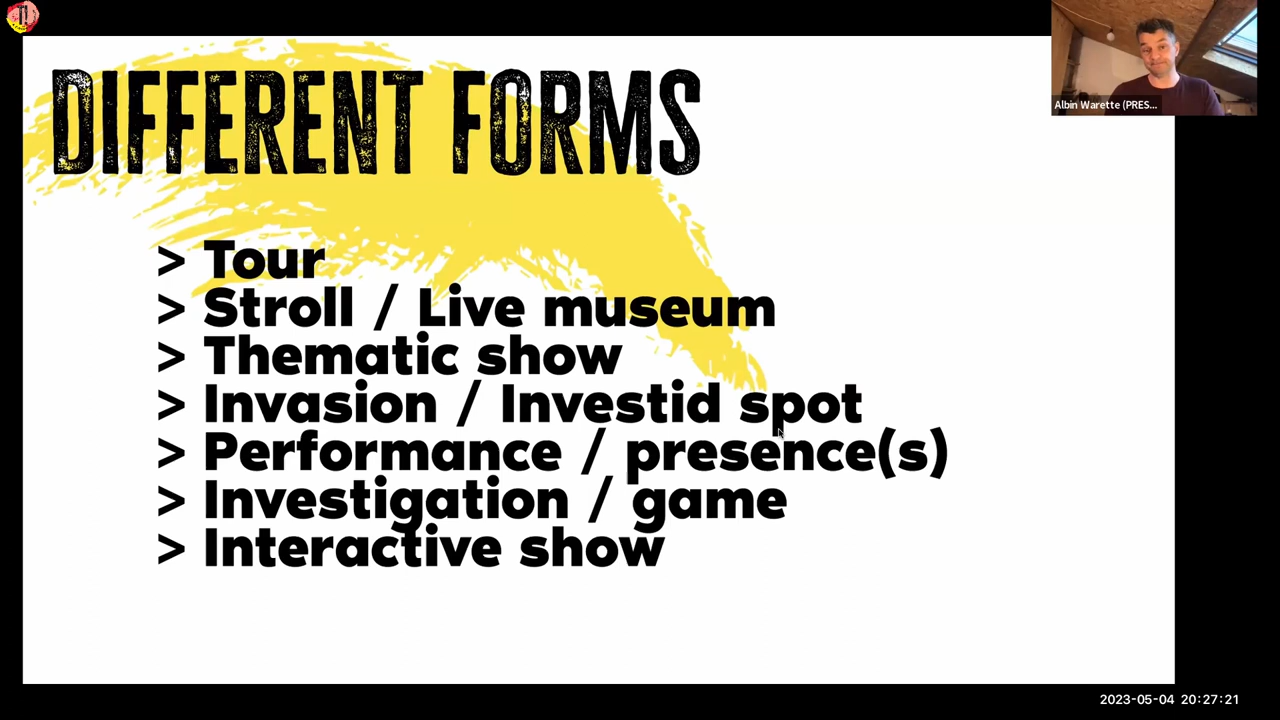 DIFFERENT FORMS
> Tour
> Stroll / Live museum
> Thematic show
> Invasion / Investid spot
> Performance / presence(s)
> Investigation / game
> Interactive show
Albin Warette (PRES...
2023-05-04 20:27:21